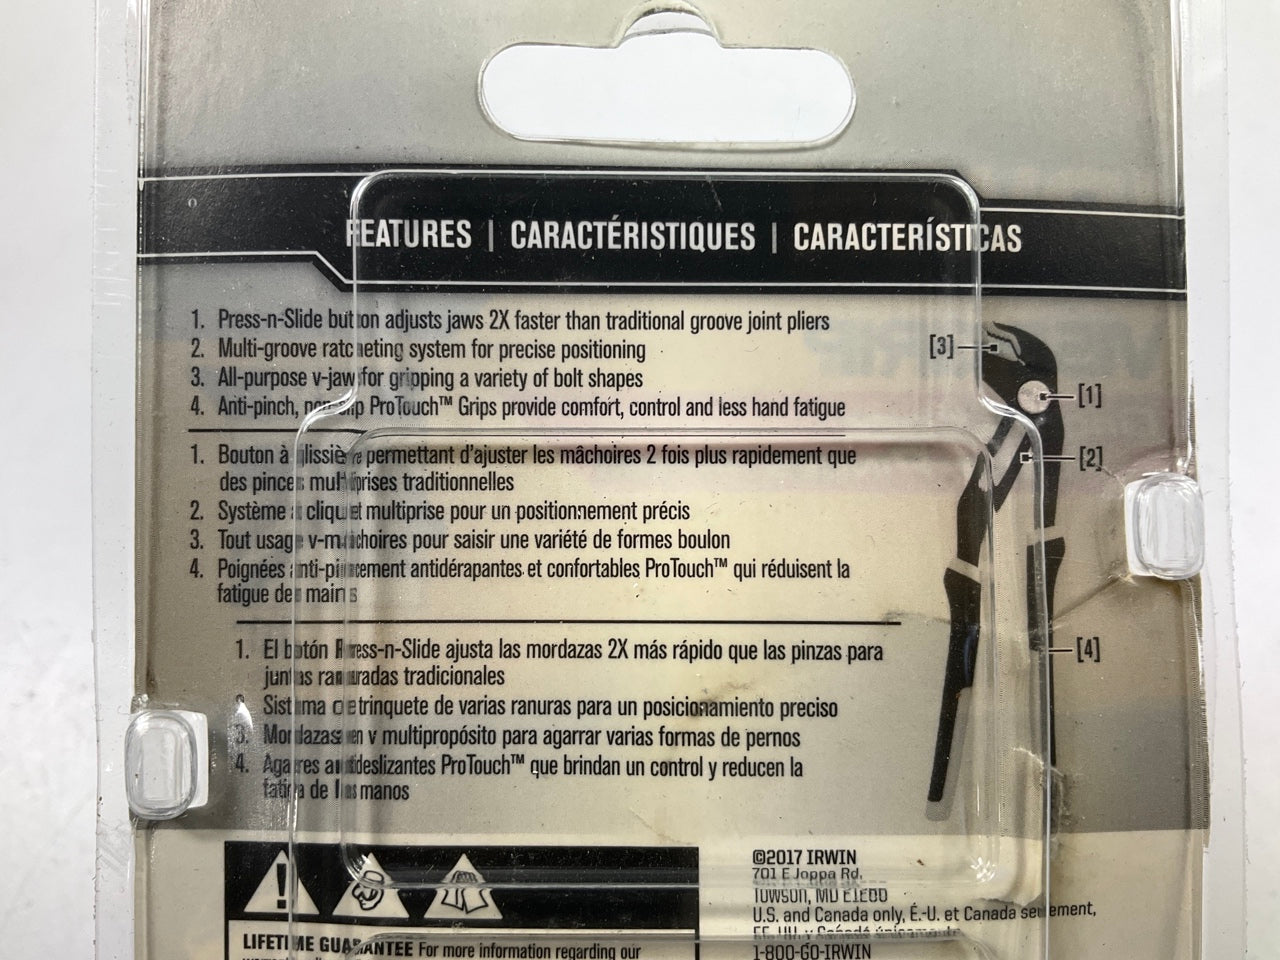 FEATURES | CARACTÉRISTIQUES | CARACTERÍSTICAS
1. Press-n-Slide button adjusts jaws 2X faster than traditional groove joint pliers
2. Multi-groove ratcheting system for precise positioning
3. All-purpose v-jaw for gripping a variety of bolt shapes
4. Anti-pinch, non-slip ProTouch™ Grips provide comfort, control and less hand fatigue
[3]
[1]
[2]
[4]
1. Bouton à glissière permettant d'ajuster les mâchoires 2 fois plus rapidement que
des pinces multiprises traditionnelles
2. Système à cliquet multiprise pour un positionnement précis
3. Tout usage v-mâchoires pour saisir une variété de formes boulon
4. Poignées anti-pincement antidérapantes et confortables ProTouch™ qui réduisent la
fatigue des mains
1. El botón Press-n-Slide ajusta las mordazas 2X más rápido que las pinzas para
juntas ranuradas tradicionales
Sistema de trinquete de varias ranuras para un posicionamiento preciso
3. Mordazas en v multipropósito para agarrar varias formas de pernos
4. Agarres antideslizantes ProTouch™ que brindan un control y reducen la
fatiga de las manos
LIFETIME GUARANTEE For more information regarding our
©2017 IRWIN
701 E Joppa Rd.
U.S. and Canada only, É.-U. et Canada seulement,
1-800-GO-IRWIN